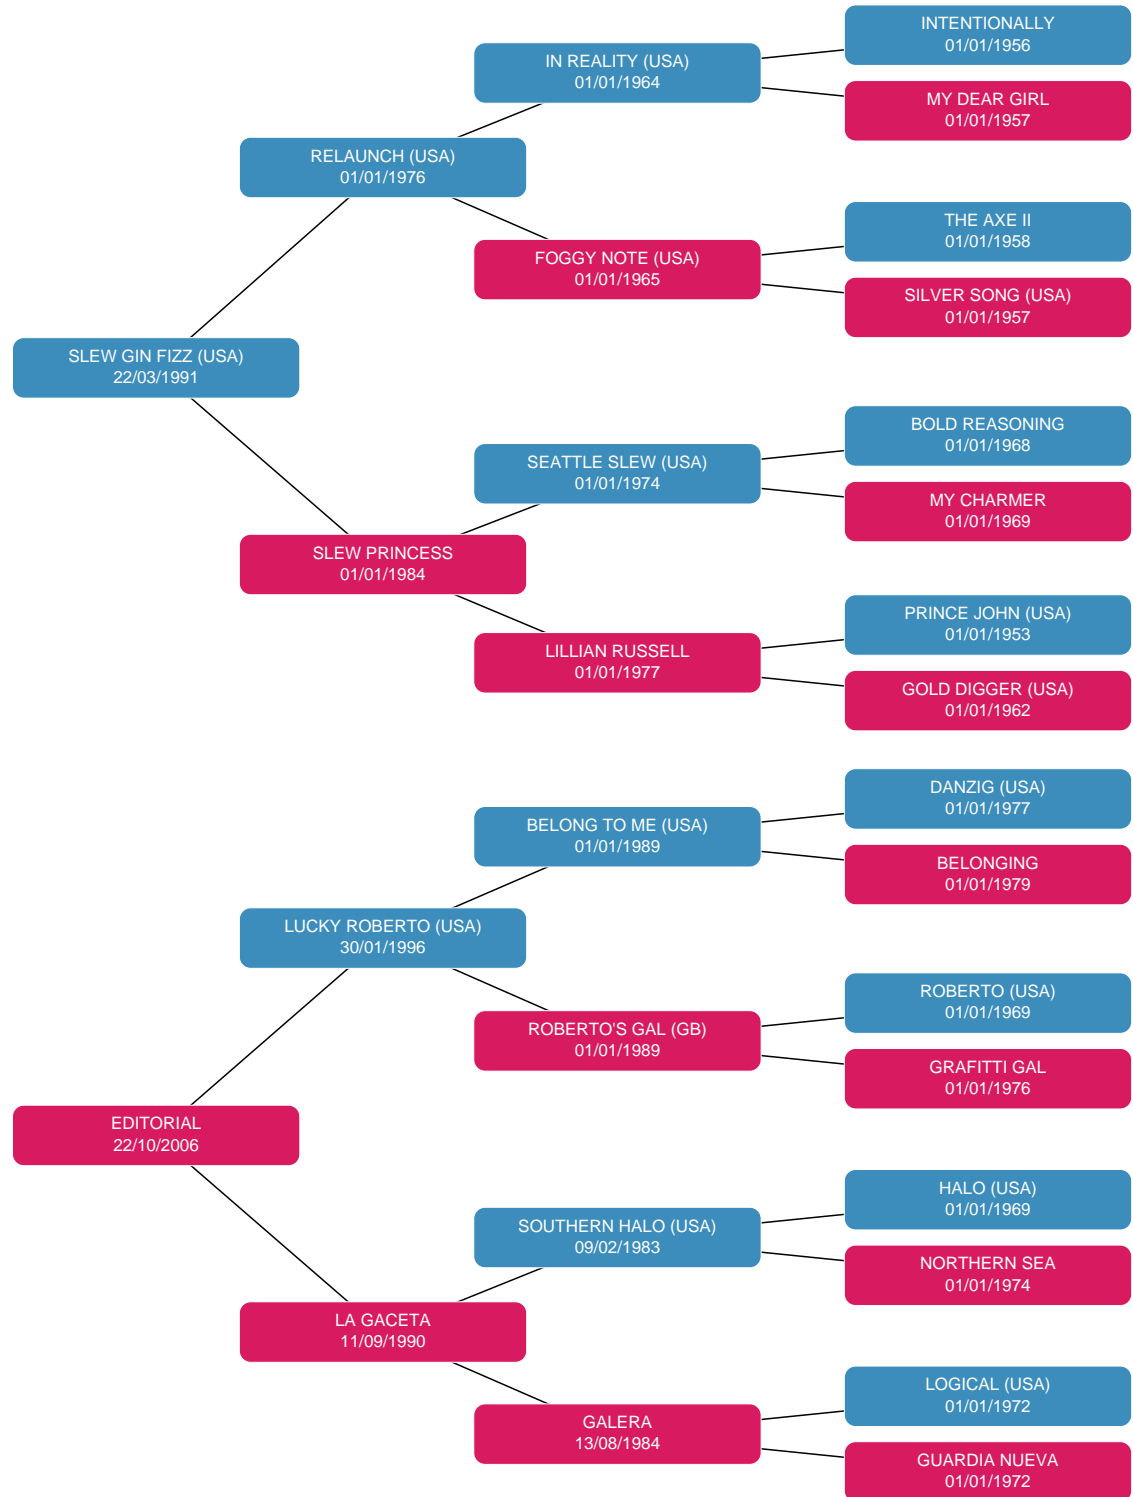 INTENTIONALLY
01/01/1956
IN REALITY (USA)
01/01/1964
MY DEAR GIRL
01/01/1957
RELAUNCH (USA)
01/01/1976
THE AXE II
01/01/1958
FOGGY NOTE (USA)
01/01/1965
SILVER SONG (USA)
01/01/1957
SLEW GIN FIZZ (USA)
22/03/1991
BOLD REASONING
01/01/1968
SEATTLE SLEW (USA)
01/01/1974
MY CHARMER
01/01/1969
SLEW PRINCESS
01/01/1984
PRINCE JOHN (USA)
01/01/1953
LILLIAN RUSSELL
01/01/1977
GOLD DIGGER (USA)
01/01/1962
DANZIG (USA)
01/01/1977
BELONG TO ME (USA)
01/01/1989
BELONGING
01/01/1979
LUCKY ROBERTO (USA)
30/01/1996
ROBERTO (USA)
01/01/1969
ROBERTO'S GAL (GB)
01/01/1989
GRAFITTI GAL
01/01/1976
EDITORIAL
22/10/2006
HALO (USA)
01/01/1969
SOUTHERN HALO (USA)
09/02/1983
NORTHERN SEA
01/01/1974
LA GACETA
11/09/1990
LOGICAL (USA)
01/01/1972
GALERA
13/08/1984
GUARDIA NUEVA
01/01/1972